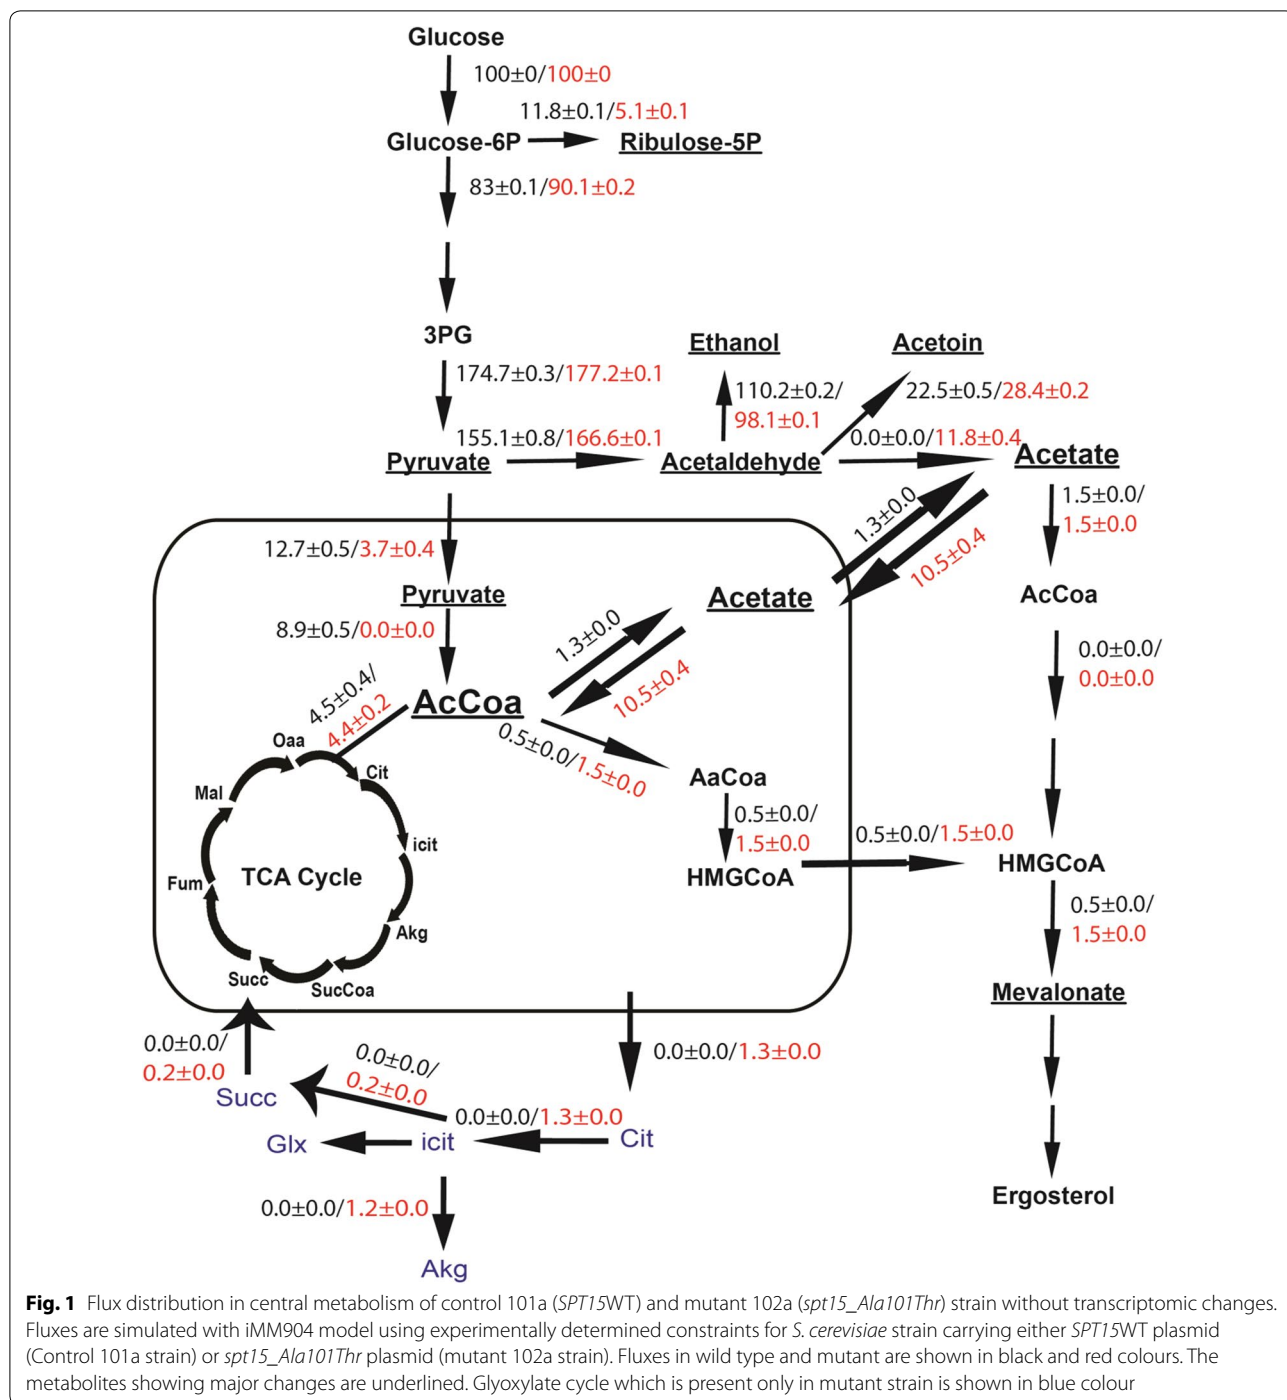 Glucose
100±0/100±0
11.8±0.1/5.1±0.1
Glucose-6P
Ribulose-5P
83±0.1/90.1±0.2
3PG
Ethanol
Acetoin
174.7±0.3/177.2±0.1
110.2±0.2/
98.1±0.1
22.5±0.5/28.4±0.2
155.1±0.8/166.6±0.1
0.0±0.0/11.8±0.4
Pyruvate
Acetaldehyde
Acetate
1.3±0.0
10.5±0.4
1.5±0.0/
1.5±0.0
12.7±0.5/3.7±0.4
Pyruvate
Acetate
AcCoa
8.9±0.5/0.0±0.0
1.3±0.0
10.5±0.4
0.0±0.0/
0.0±0.0
4.5±0.4/
4.4±0.2
AcCoa
0.5±0.0/1.5±0.0
Oaa
Cit
AaCoa
Mal
0.5±0.0/
1.5±0.0
0.5±0.0/1.5±0.0
icit
TCA Cycle
Fum
HMGCoA
HMGCoA
0.5±0.0/
1.5±0.0
Akg
Succ
SucCoa
Mevalonate
0.0±0.0/
0.2±0.0
0.0±0.0/
0.2±0.0
0.0±0.0/1.3±0.0
Succ
0.0±0.0/1.3±0.0
Glx
icit
Cit
0.0±0.0/1.2±0.0
Ergosterol
Akg
Fig. 1 Flux distribution in central metabolism of control 101a (SPT15WT) and mutant 102a (spt15_Ala101Thr) strain without transcriptomic changes.
Fluxes are simulated with iMM904 model using experimentally determined constraints for S. cerevisiae strain carrying either SPT15WT plasmid
(Control 101a strain) or spt15_Ala101Thr plasmid (mutant 102a strain). Fluxes in wild type and mutant are shown in black and red colours. The
metabolites showing major changes are underlined. Glyoxylate cycle which is present only in mutant strain is shown in blue colour